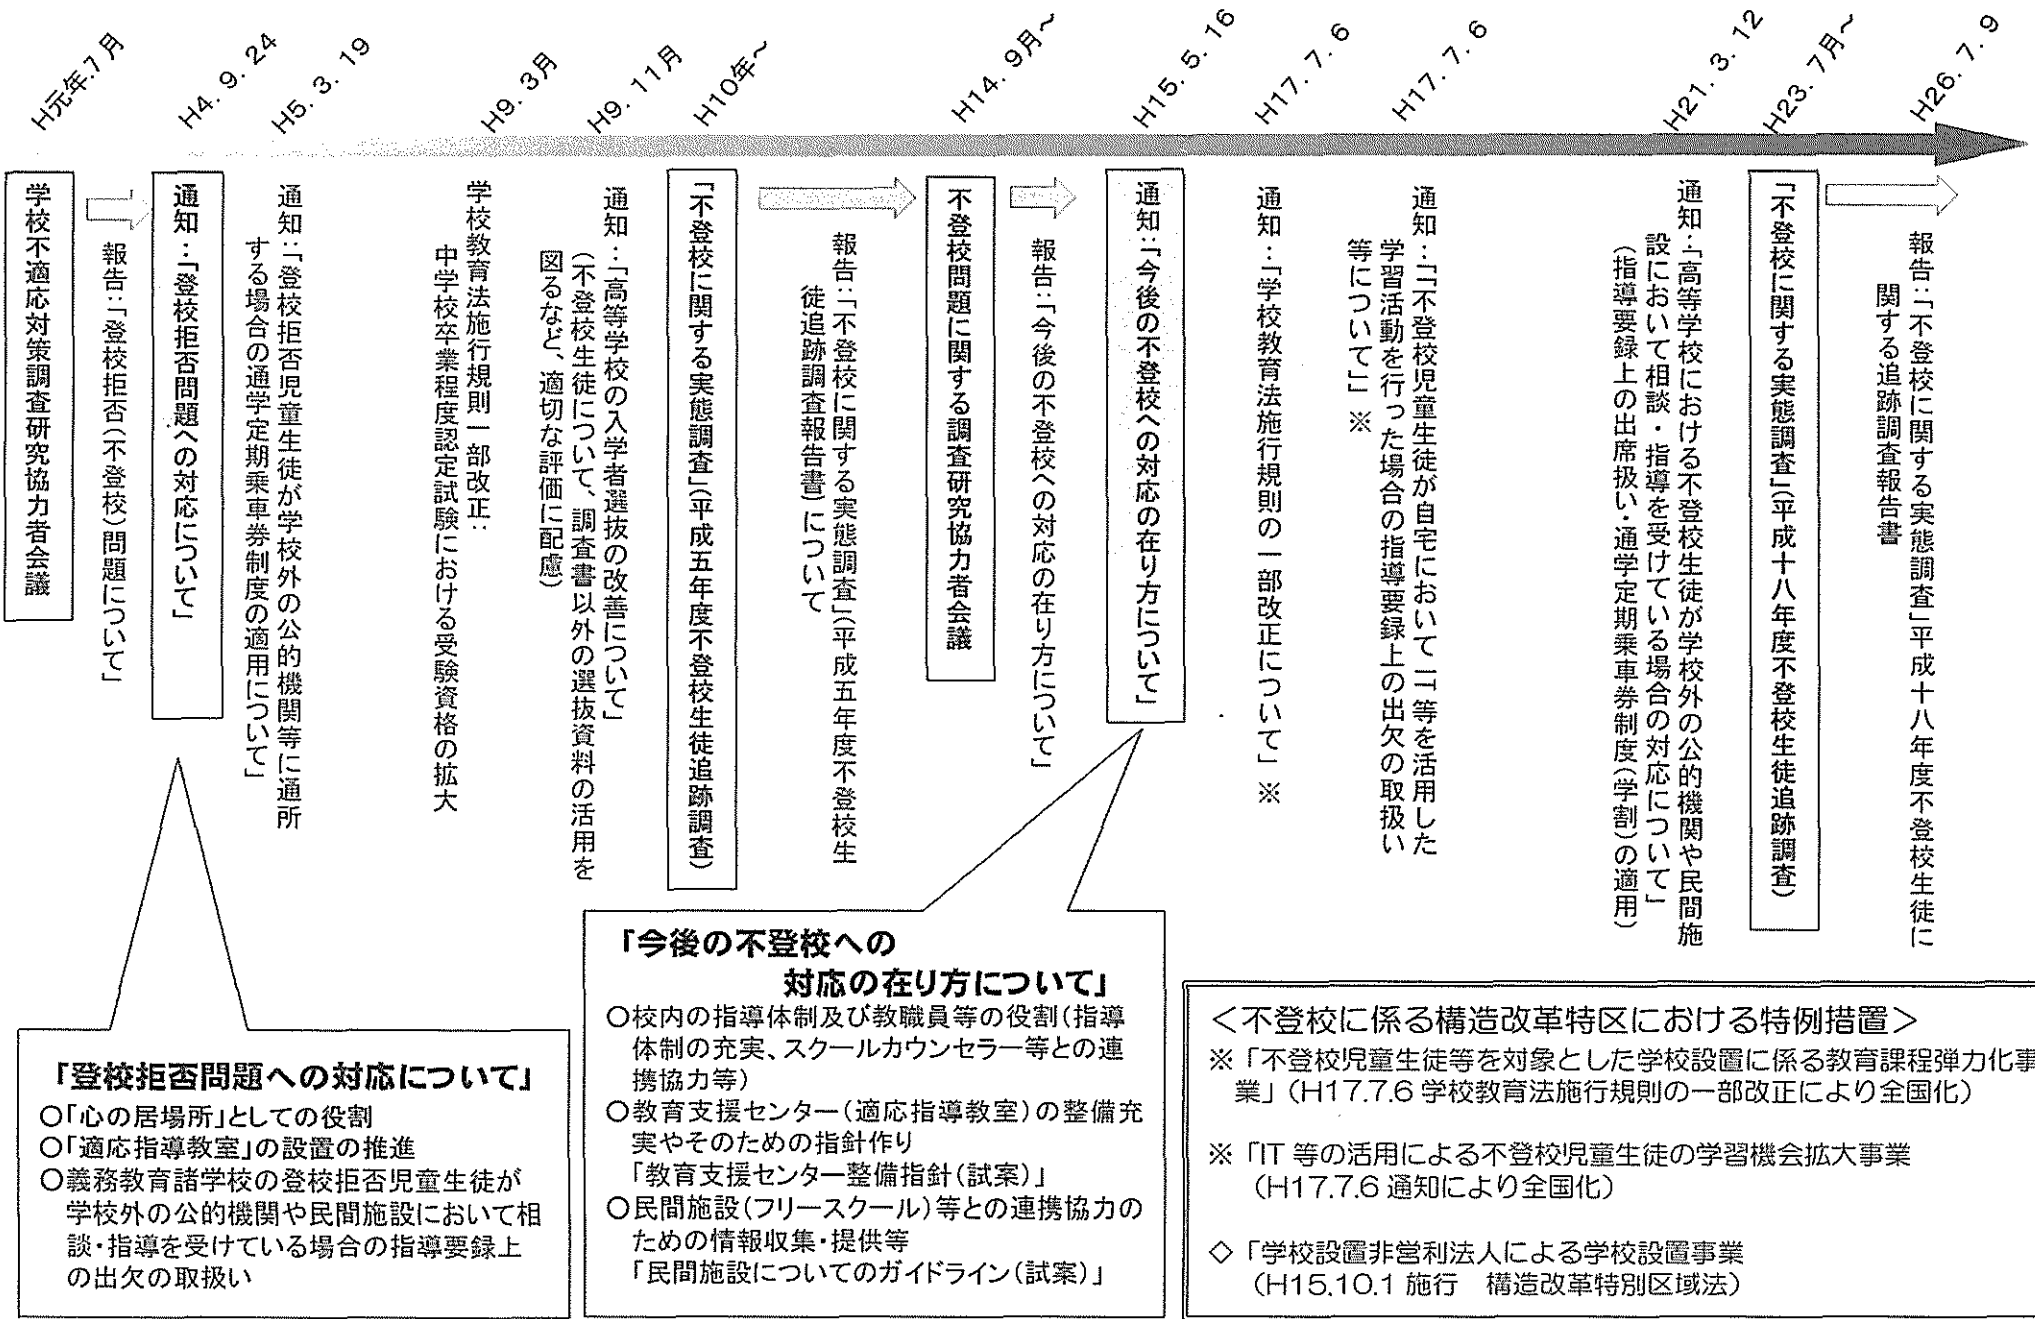 H元年.7月
H4.9.24
H5.3.19
H9.3月
H9.11月
H10年～
H14.9月～
H15.5.16
H17.7.6
H17.7.6
H21.3.12
H23.7月～
H26.7.9
学校不適応対策調査研究協力者会議
報告：「登校拒否（不登校）問題について」
通知：「登校拒否問題への対応について」
通知：「登校拒否児童生徒が学校外の公的機関等に通所
する場合の通学定期乗車券制度の適用について」
学校教育法施行規則一部改正：
中学校卒業程度認定試験における受験資格の拡大
通知：「高等学校の入学者選抜の改善について」
（不登校生徒について、調査書以外の選抜資料の活用を
図るなど、適切な評価に配慮）
「不登校に関する実態調査」（平成五年度不登校生徒追跡調査）
報告：「不登校に関する実態調査」（平成五年度不登校生
徒追跡調査報告書）について
不登校問題に関する調査研究協力者会議
報告：「今後の不登校への対応の在り方について」
通知：「今後の不登校への対応の在り方について」
通知：「学校教育法施行規則の一部改正について」※
通知：「「不登校児童生徒が自宅においてIT等を活用した
学習活動を行った場合の指導要録上の出欠の取扱い
等について」」※
通知：「高等学校における不登校生徒が学校外の公的機関や民間施
設において相談・指導を受けている場合の対応について」
（指導要録上の出席扱い・通学定期乗車券制度（学割）の適用）
「不登校に関する実態調査」（平成十八年度不登校生徒追跡調査）
報告：「不登校に関する実態調査」平成十八年度不登校生徒に
関する追跡調査報告書
「登校拒否問題への対応について」
○「心の居場所」としての役割
○「適応指導教室」の設置の推進
○義務教育諸学校の登校拒否児童生徒が
学校外の公的機関や民間施設において相
談・指導を受けている場合の指導要録上
の出欠の取扱い
「今後の不登校への
対応の在り方について」
○校内の指導体制及び教職員等の役割（指導
体制の充実、スクールカウンセラー等との連
携協力等）
○教育支援センター（適応指導教室）の整備充
実やそのための指針作り
「教育支援センター整備指針（試案）」
○民間施設（フリースクール）等との連携協力の
ための情報収集・提供等
「民間施設についてのガイドライン（試案）」
＜不登校に係る構造改革特区における特例措置＞
※「不登校児童生徒等を対象とした学校設置に係る教育課程弾力化事
業」（H17.7.6 学校教育法施行規則の一部改正により全国化）
※「IT 等の活用による不登校児童生徒の学習機会拡大事業
（H17.7.6 通知により全国化）
◇「学校設置非営利法人による学校設置事業
（H15.10.1 施行　構造改革特別区域法）